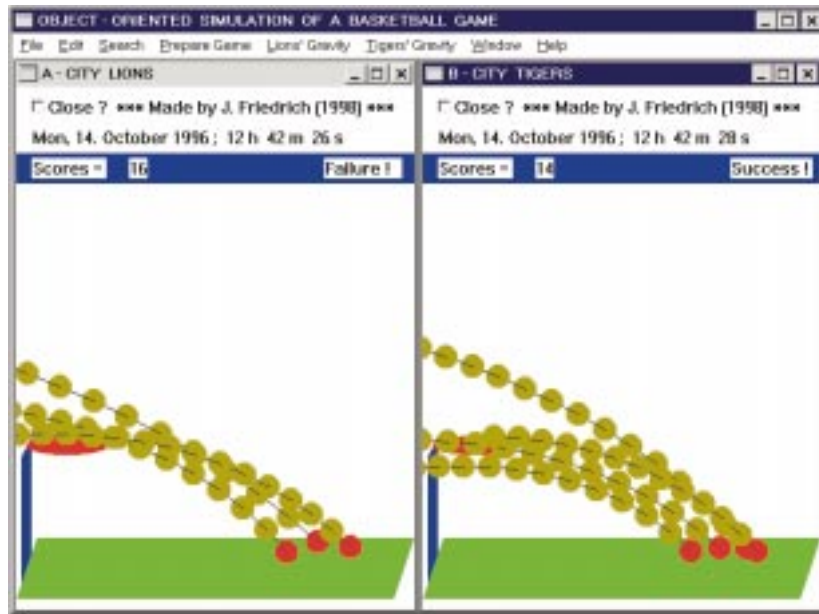 OBJECT - ORIENTED SIMULATION OF A BASKETBALL GAME
File Edit Search Prepare Game Lions' Gravity Tigers' Gravity Window Help
A - CITY LIONS
Close ? *** Made by J. Friedrich (1998) ***
Mon, 14. October 1996 ; 12 h 42 m 26 s
Scores = 16 Failure !
B - CITY TIGERS
Close ? *** Made by J. Friedrich (1998) ***
Mon, 14. October 1996 ; 12 h 42 m 28 s
Scores = 14 Success !